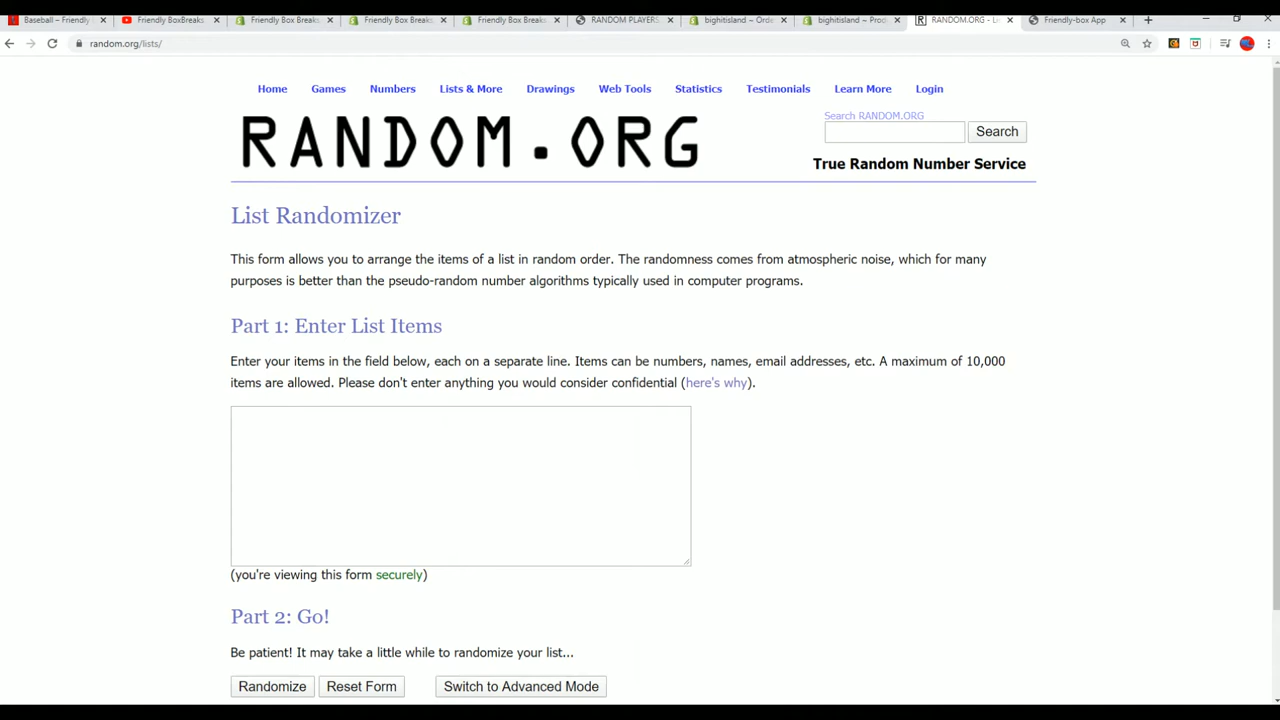 Baseball – Friendly
Friendly BoxBreaks
Friendly Box Breaks
Friendly Box Breaks
Friendly Box Breaks
RANDOM PLAYERS
bighitisland ~ Orde
bighitisland ~ Prod
RANDOM.ORG - Li
Friendly-box App
random.org/lists/
Home Games Numbers Lists & More Drawings Web Tools Statistics Testimonials Learn More Login
Search RANDOM.ORG
RANDOM.ORG
Search
True Random Number Service
List Randomizer
This form allows you to arrange the items of a list in random order. The randomness comes from atmospheric noise, which for many
purposes is better than the pseudo-random number algorithms typically used in computer programs.
Part 1: Enter List Items
Enter your items in the field below, each on a separate line. Items can be numbers, names, email addresses, etc. A maximum of 10,000
items are allowed. Please don't enter anything you would consider confidential (here's why).
(you're viewing this form securely)
Part 2: Go!
Be patient! It may take a little while to randomize your list...
Randomize Reset Form Switch to Advanced Mode